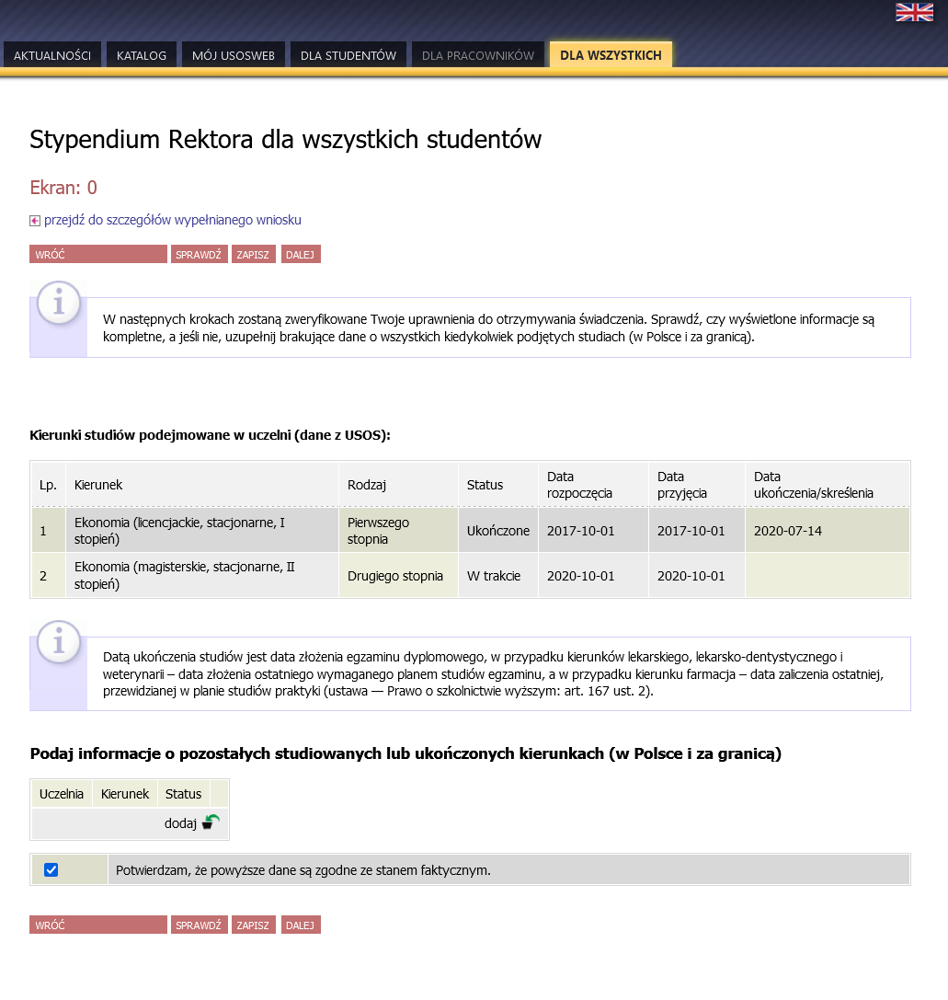 AKTUALNOŚCI KATALOG MÓJ USOSWEB DLA STUDENTÓW DLA PRACOWNIKÓW DLA WSZYSTKICH
Stypendium Rektora dla wszystkich studentów
Ekran: 0
przejdź do szczegółów wypełnianego wniosku
WRÓĆ SPRAWDŹ ZAPISZ DALEJ
W następnych krokach zostaną zweryfikowane Twoje uprawnienia do otrzymywania świadczenia. Sprawdź, czy wyświetlone informacje są
kompletne, a jeśli nie, uzupełnij brakujące dane o wszystkich kiedykolwiek podjętych studiach (w Polsce i za granicą).
Kierunki studiów podejmowane w uczelni (dane z USOS):
Lp. Kierunek Rodzaj Status Data rozpoczęcia Data przyjęcia Data ukończenia/skreślenia
1 Ekonomia (licencjackie, stacjonarne, I stopień) Pierwszego stopnia Ukończone 2017-10-01 2017-10-01 2020-07-14
2 Ekonomia (magisterskie, stacjonarne, II stopień) Drugiego stopnia W trakcie 2020-10-01 2020-10-01
Datą ukończenia studiów jest data złożenia egzaminu dyplomowego, w przypadku kierunków lekarskiego, lekarsko-dentystycznego i
weterynarii – data złożenia ostatniego wymaganego planem studiów egzaminu, a w przypadku kierunku farmacja – data zaliczenia ostatniej,
przewidzianej w planie studiów praktyki (ustawa — Prawo o szkolnictwie wyższym: art. 167 ust. 2).
Podaj informacje o pozostałych studiowanych lub ukończonych kierunkach (w Polsce i za granicą)
Uczelnia Kierunek Status
dodaj
Potwierdzam, że powyższe dane są zgodne ze stanem faktycznym.
WRÓĆ SPRAWDŹ ZAPISZ DALEJ